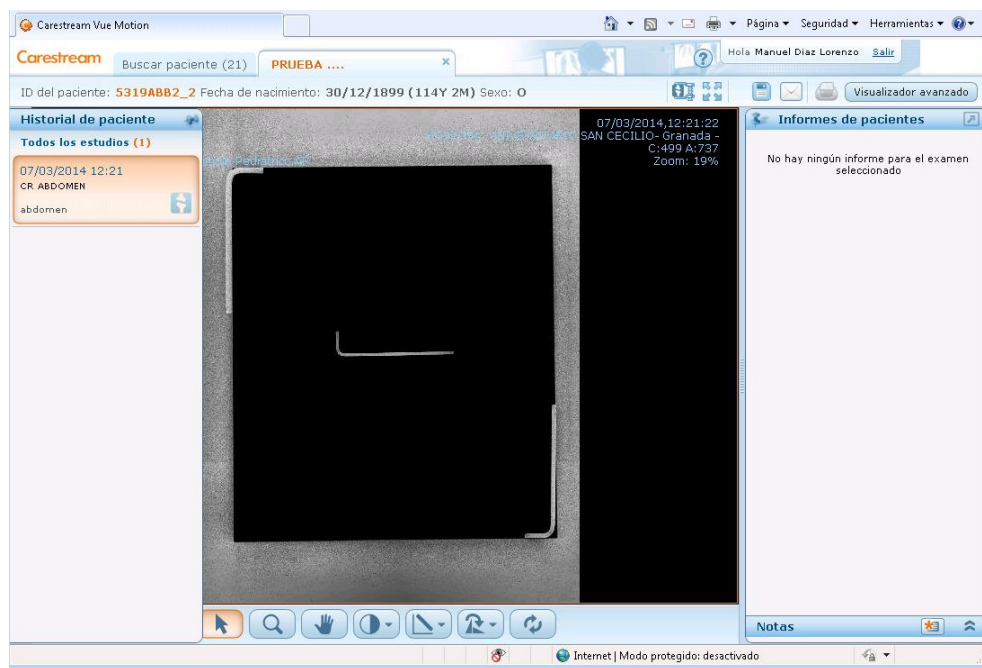 Carestream Vue Motion
Página Seguridad Herramientas
Carestream
Buscar paciente (21)
PRUEBA ....
Hola Manuel Diaz Lorenzo Salir
ID del paciente: 5319ABB2_2 Fecha de nacimiento: 30/12/1899 (114Y 2M) Sexo: O
Visualizador avanzado
Historial de paciente
Todos los estudios (1)
07/03/2014 12:21
CR ABDOMEN
abdomen
07/03/2014,12:21:22
SAN CECILIO- Granada -
C:499 A:737
Zoom: 19%
Informes de pacientes
No hay ningún informe para el examen
seleccionado
Notas
Internet | Modo protegido: desactivado